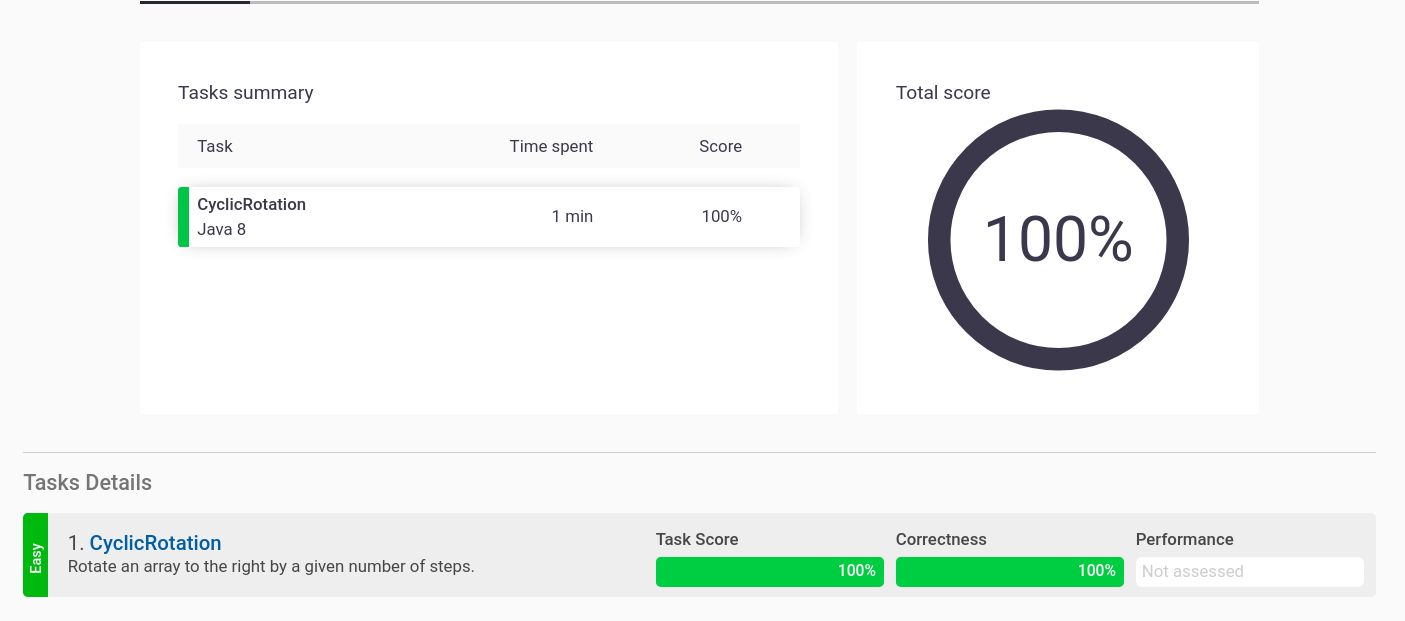 Tasks summary
Total score
Task Time spent Score
CyclicRotation
Java 8
1 min 100%
100%
Tasks Details
Easy
1. CyclicRotation
Rotate an array to the right by a given number of steps.
Task Score
100%
Correctness
100%
Performance
Not assessed